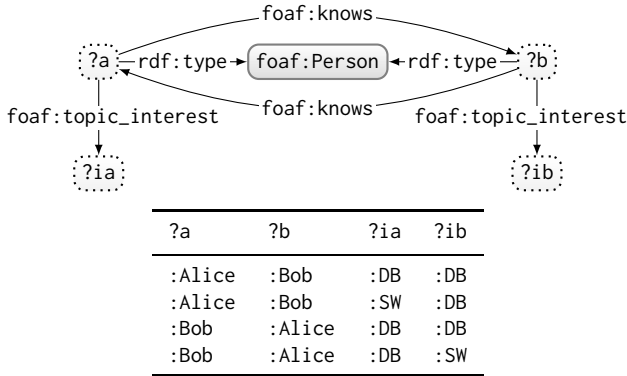 foaf:knows
?a rdf:type foaf:Person rdf:type ?b
foaf:knows
foaf:topic_interest foaf:topic_interest
?ia ?ib
?a ?b ?ia ?ib
:Alice :Bob :DB :DB
:Alice :Bob :SW :DB
:Bob :Alice :DB :DB
:Bob :Alice :DB :SW